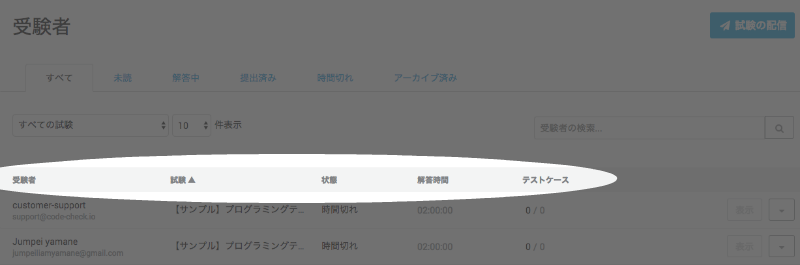 受験者
試験の配信
すべて 未読 解答中 提出済み 時間切れ アーカイブ済み
すべての試験 10 件表示 受験者の検索...
受験者 試験 ▲ 状態 解答時間 テストケース
customer-support 【サンプル】プログラミングテ... 時間切れ 02:00:00 0 / 0
support@code-check.io
Jumpei yamane 【サンプル】プログラミングテ... 時間切れ 02:00:00 0 / 0
jumpeiliamyamane@gmail.com